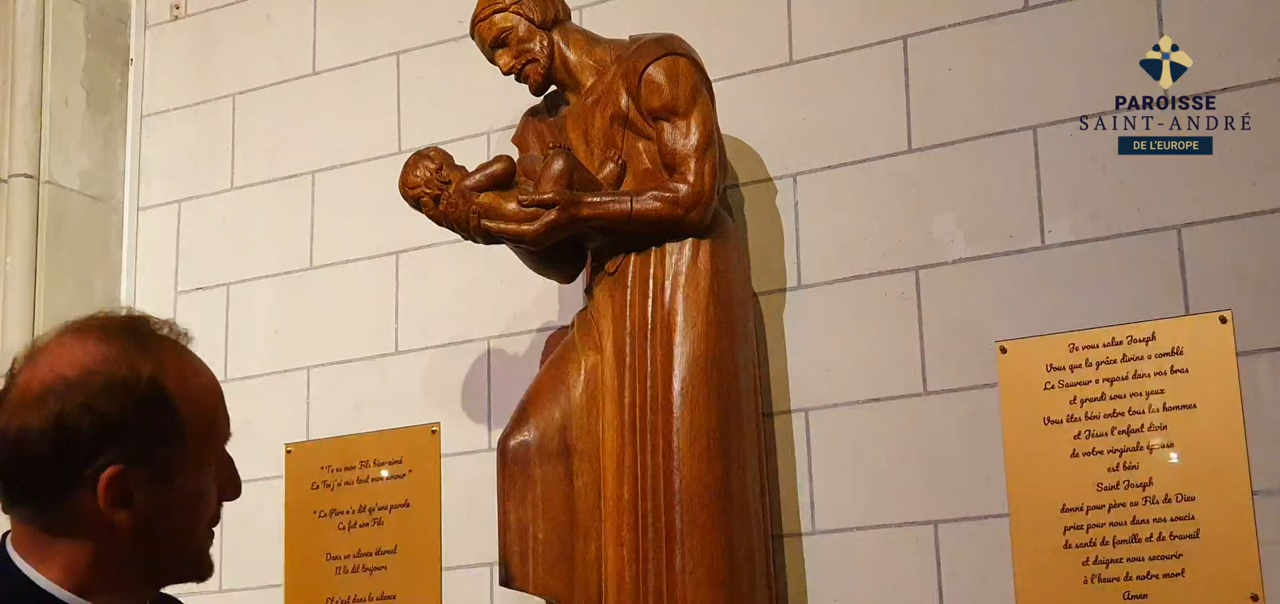 PAROISSE
SAINT-ANDRÉ
DE L'EUROPE
"Tu es mon Fils bien-aimé
En Toi j'ai mis tout mon amour"
"Le Père n'a dit qu'une parole
Ce fut son Fils
Dans un silence éternel
Il la dit toujours
Et c'est dans le silence
Je vous salue Joseph
Vous que la grâce divine a comblé
Le Sauveur a reposé dans vos bras
et grandi sous vos yeux
Vous êtes béni entre tous les hommes
et Jésus l'enfant divin
de votre virginale épouse
est béni
Saint Joseph
donné pour père au Fils de Dieu
priez pour nous dans nos soucis
de santé de famille et de travail
et daignez nous secourir
à l'heure de notre mort
Amen